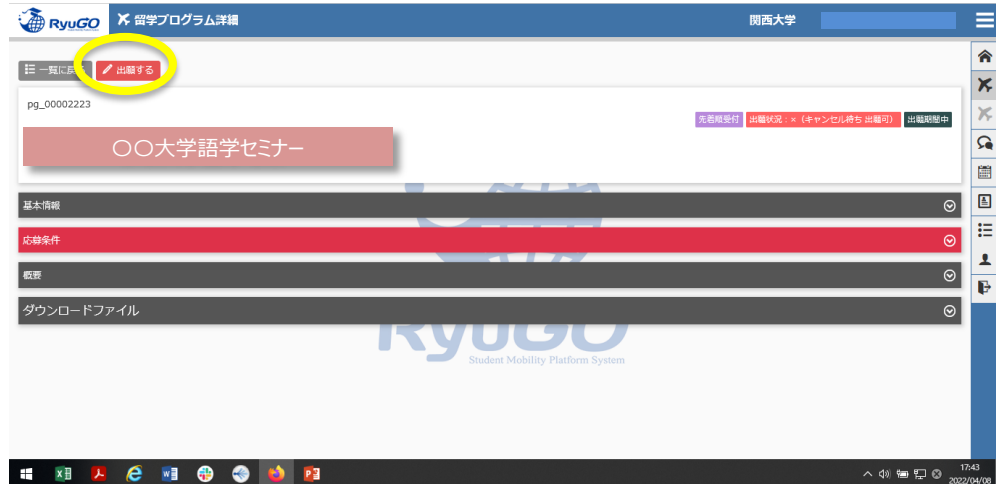 RyuGO
留学プログラム詳細
関西大学
一覧に戻る
出願する
pg_00002223
先着順受付
出願状況:×(キャンセル待ち 出願可)
出願期間中
〇〇大学語学セミナー
基本情報
応募条件
概要
ダウンロードファイル
RyuGO
Student Mobility Platform System
17:43
2022/04/08